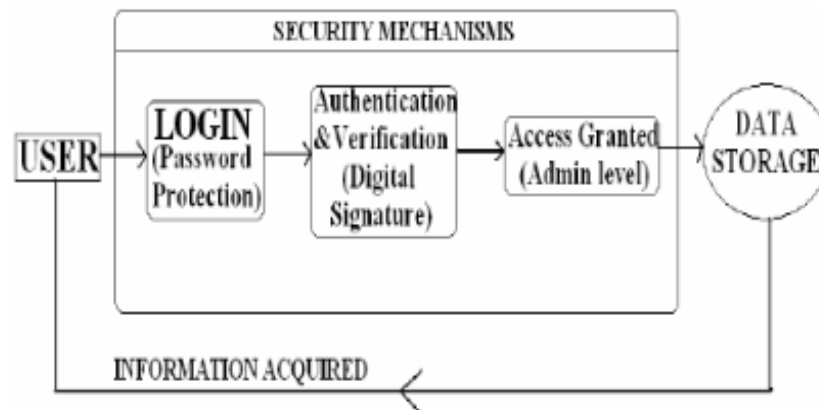 SECURITY MECHANISMS
USER
LOGIN
(Password
Protection)
Authentication
&Verification
(Digital
Signature)
Access Granted
(Admin level)
DATA
STORAGE
INFORMATION ACQUIRED